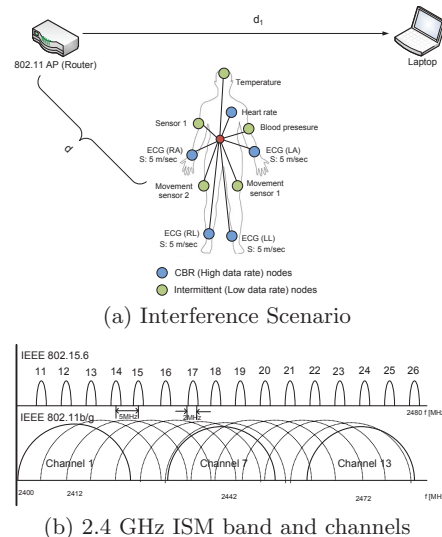 d₁
802.11 AP (Router)
Laptop
d
Temperature
Heart rate
Sensor 1
Blood presesure
ECG (RA)
S: 5 m/sec
ECG (LA)
S: 5 m/sec
Movement
sensor 2
Movement
sensor 1
ECG (RL)
S: 5 m/sec
ECG (LL)
S: 5 m/sec
CBR (High data rate) nodes
Intermittent (Low data rate) nodes
(a) Interference Scenario
IEEE 802.15.6
11 12 13 14 15 16 17 18 19 20 21 22 23 24 25 26
5MHz
2MHz
2480 f [MHz
IEEE 802.11b/g
Channel 1
Channel 7
Channel 13
2400
2412
2442
2472
f [MHz
(b) 2.4 GHz ISM band and channels